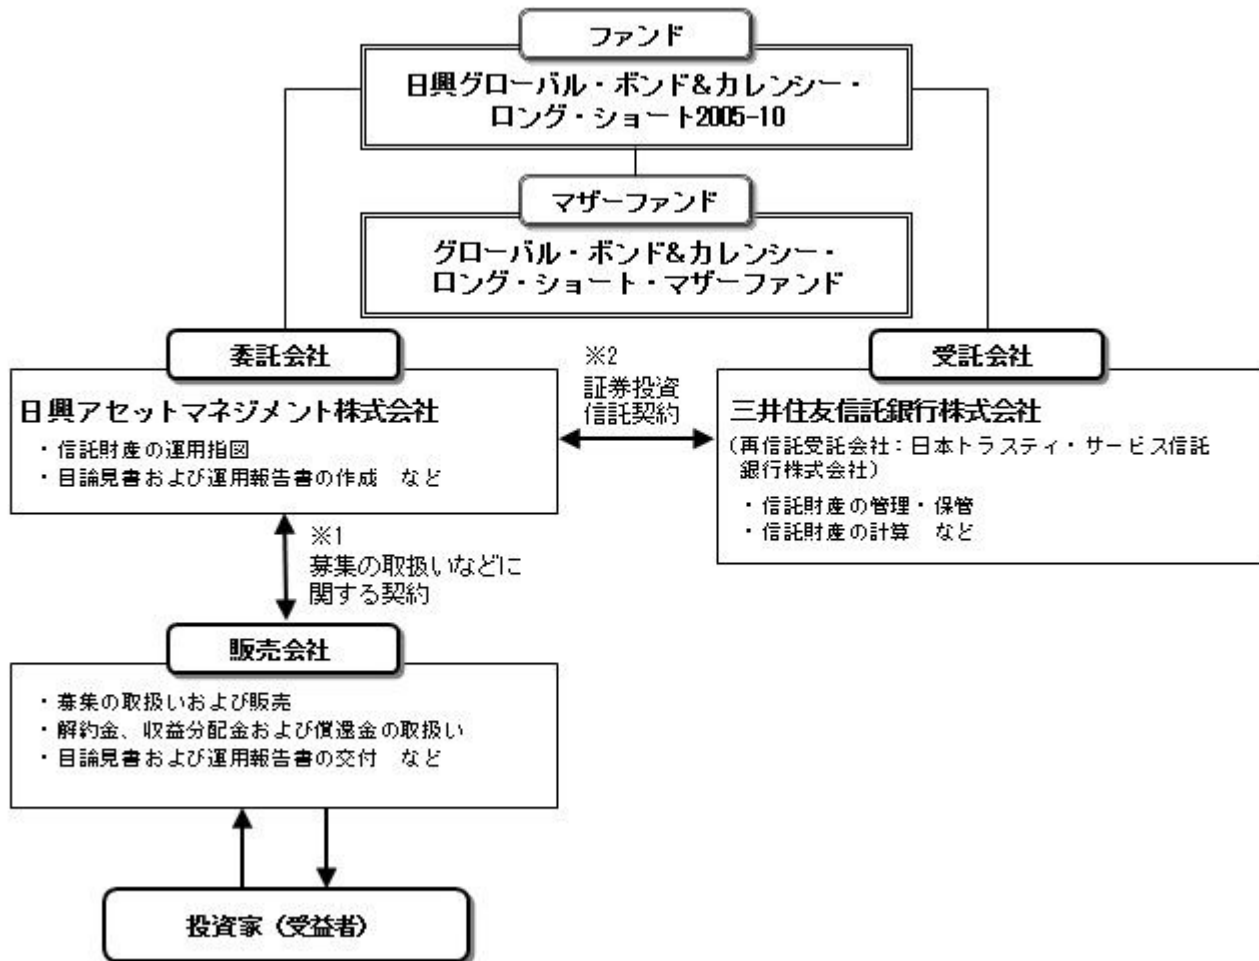 ファンド
日興グローバル・ボンド&カレンシー・
ロング・ショート2005-10
マザーファンド
グローバル・ボンド&カレンシー・
ロング・ショート・マザーファンド
委託会社
日興アセットマネジメント株式会社
・信託財産の運用指図
・目論見書および運用報告書の作成 など
※2
証券投資
信託契約
受託会社
三井住友信託銀行株式会社
(再信託受託会社:日本トラスティ・サービス信託
銀行株式会社)
・信託財産の管理・保管
・信託財産の計算 など
※1
募集の取扱いなどに
関する契約
販売会社
・募集の取扱いおよび販売
・解約金、収益分配金および償還金の取扱い
・目論見書および運用報告書の交付 など
投資家(受益者)